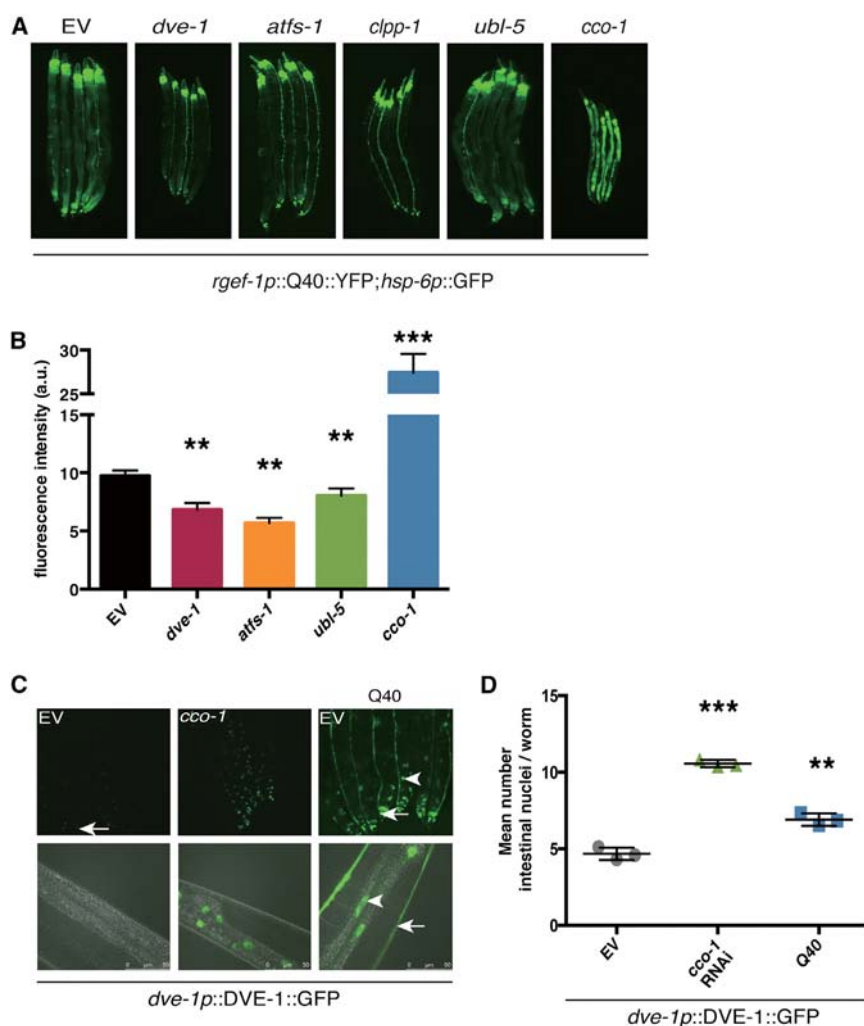 A
EV dve-1 atfs-1 clpp-1 ubl-5 cco-1
rgef-1p::Q40::YFP;hsp-6p::GFP
B
fluorescence intensity (a.u.)
30
25
15
10
5
0
**
**
**
***
EV
dve-1
atfs-1
ubl-5
cco-1
C
Q40
EV cco-1 EV
dve-1p::DVE-1::GFP
D
Mean number
intestinal nuclei / worm
15
10
5
0
***
**
EV
cco-1
RNAi
Q40
dve-1p::DVE-1::GFP